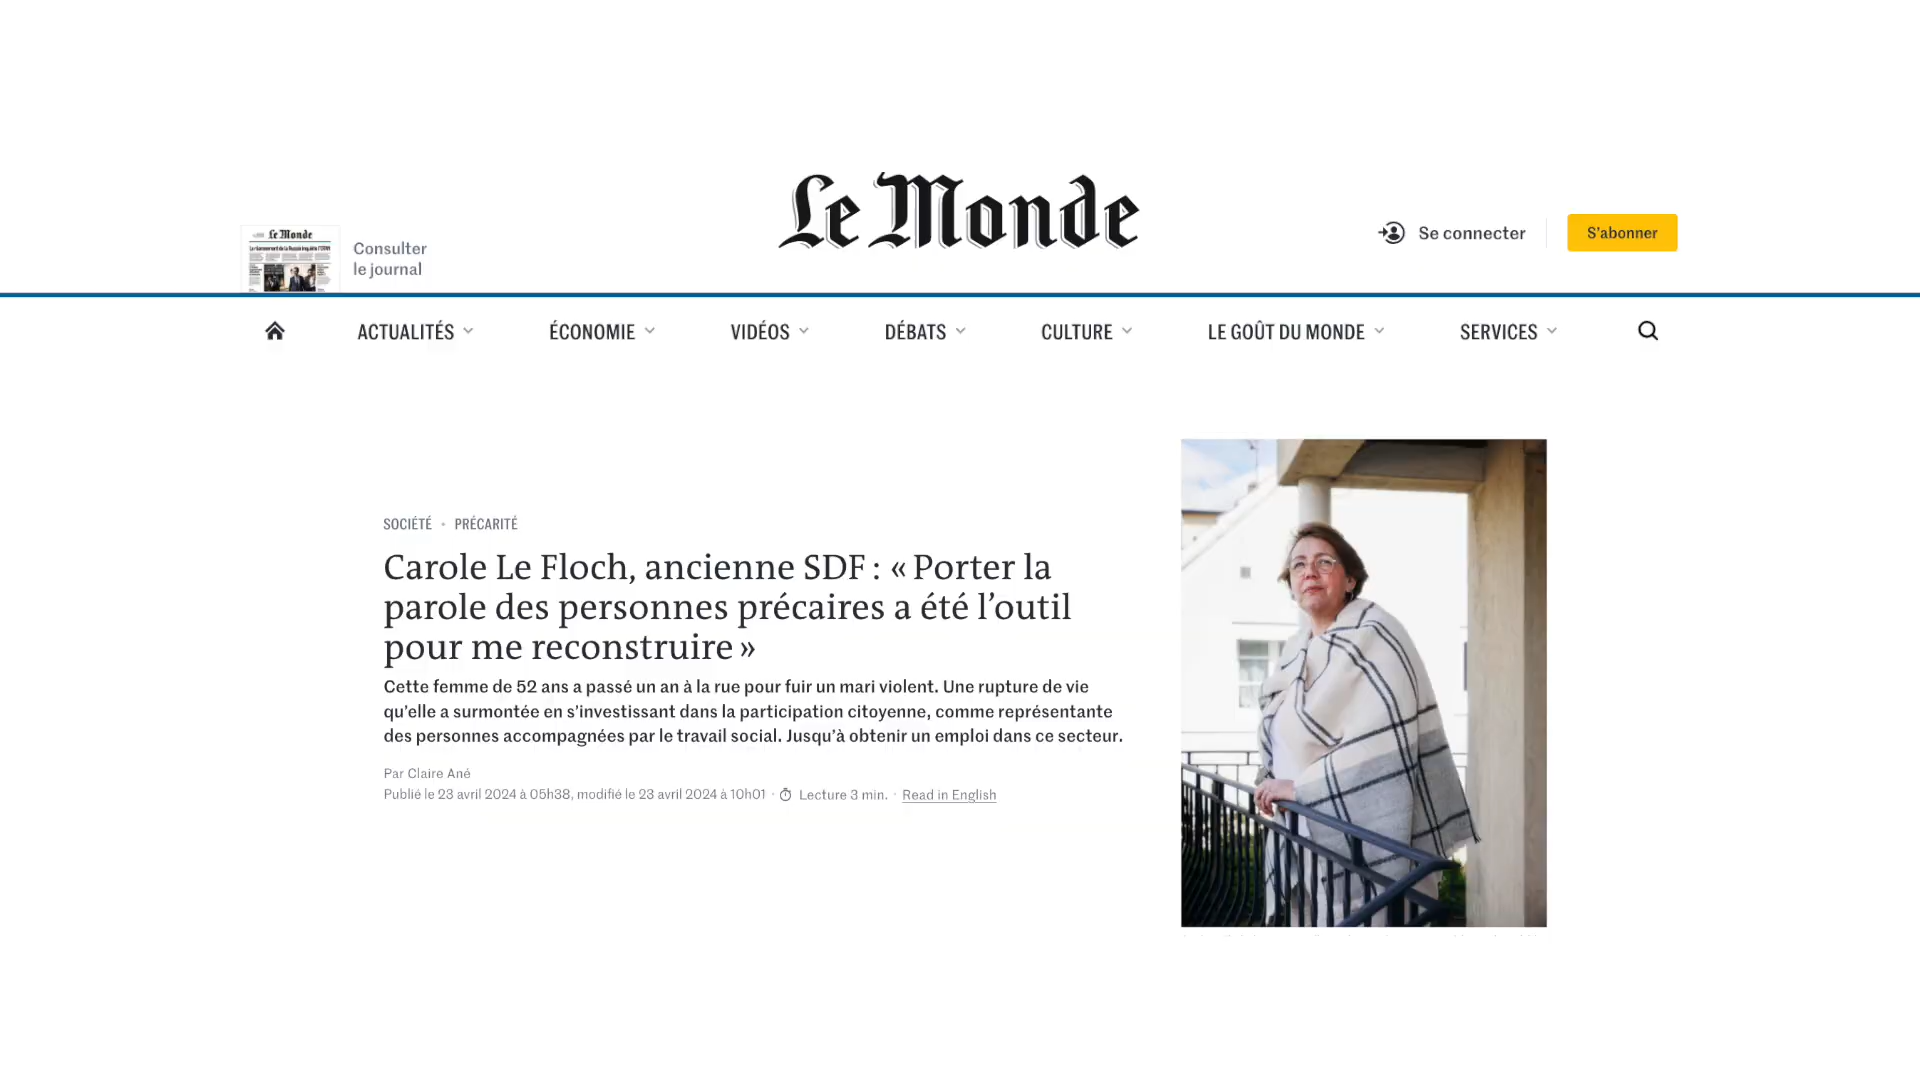 Le Monde
Le Monde
Consulter
le journal
Se connecter
S'abonner
ACTUALITÉS
ÉCONOMIE
VIDÉOS
DÉBATS
CULTURE
LE GOÛT DU MONDE
SERVICES
SOCIÉTÉ • PRÉCARITÉ
Carole Le Floch, ancienne SDF : « Porter la
parole des personnes précaires a été l’outil
pour me reconstruire »
Cette femme de 52 ans a passé un an à la rue pour fuir un mari violent. Une rupture de vie
qu’elle a surmontée en s’investissant dans la participation citoyenne, comme représentante
des personnes accompagnées par le travail social. Jusqu’à obtenir un emploi dans ce secteur.
Par Claire Ané
Publié le 23 avril 2024 à 05h38, modifié le 23 avril 2024 à 10h01 · Lecture 3 min. · Read in English